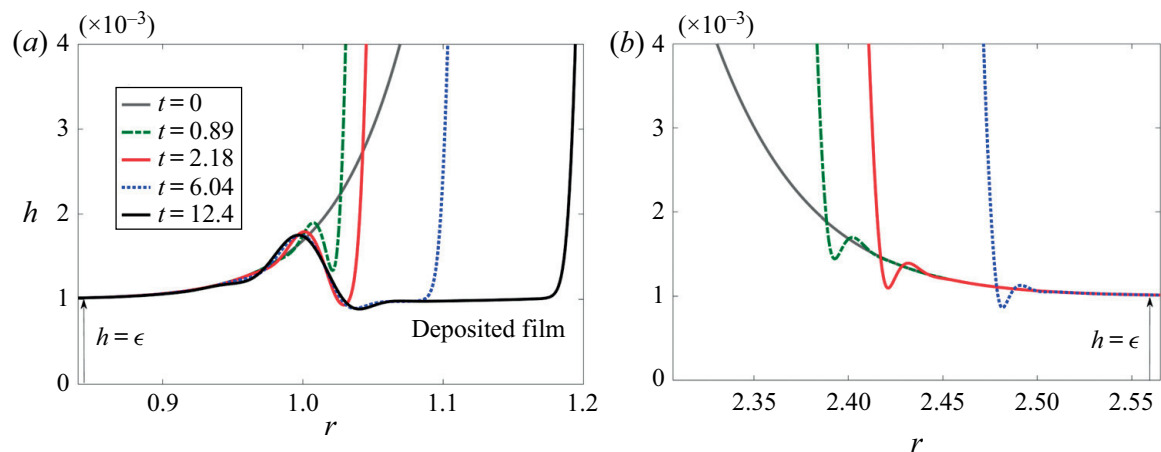 (a)
(×10⁻³)
4
3
2
1
0
h
t = 0
t = 0.89
t = 2.18
t = 6.04
t = 12.4
h = ϵ
Deposited film
0.9
1.0
1.1
1.2
r
(b)
(×10⁻³)
4
3
2
1
0
h = ϵ
2.35
2.40
2.45
2.50
2.55
r